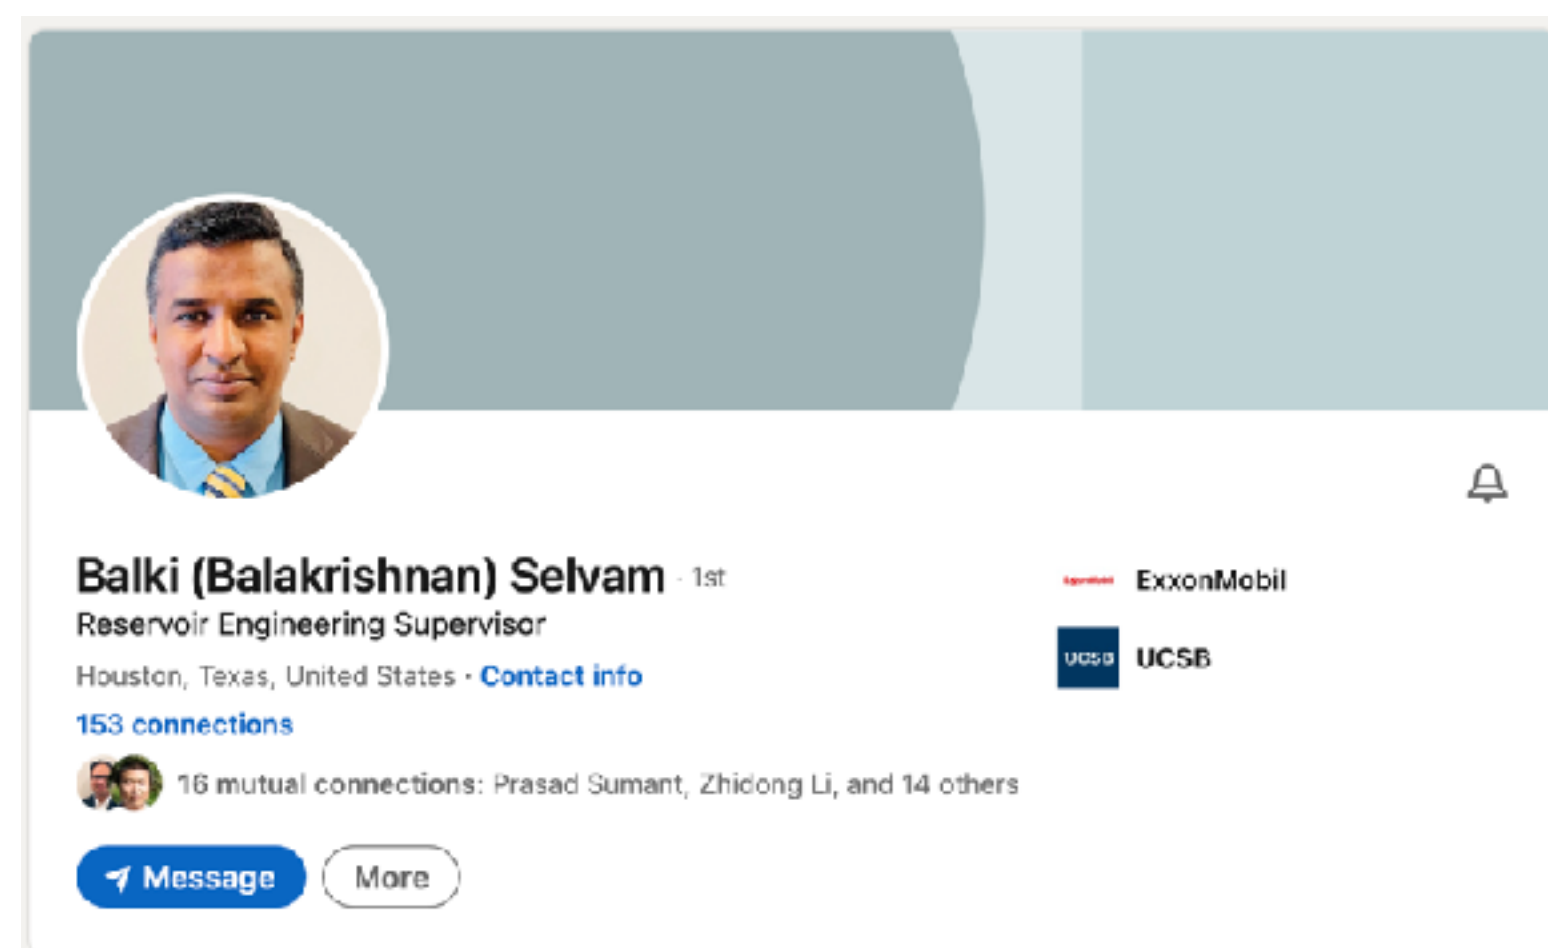 Balki (Balakrishnan) Selvam · 1st
Reservoir Engineering Supervisor
Houston, Texas, United States · Contact info
153 connections
16 mutual connections: Prasad Sumant, Zhidong Li, and 14 others
Message
More
ExxonMobil
ExxonMobil
UCSB
UCSB